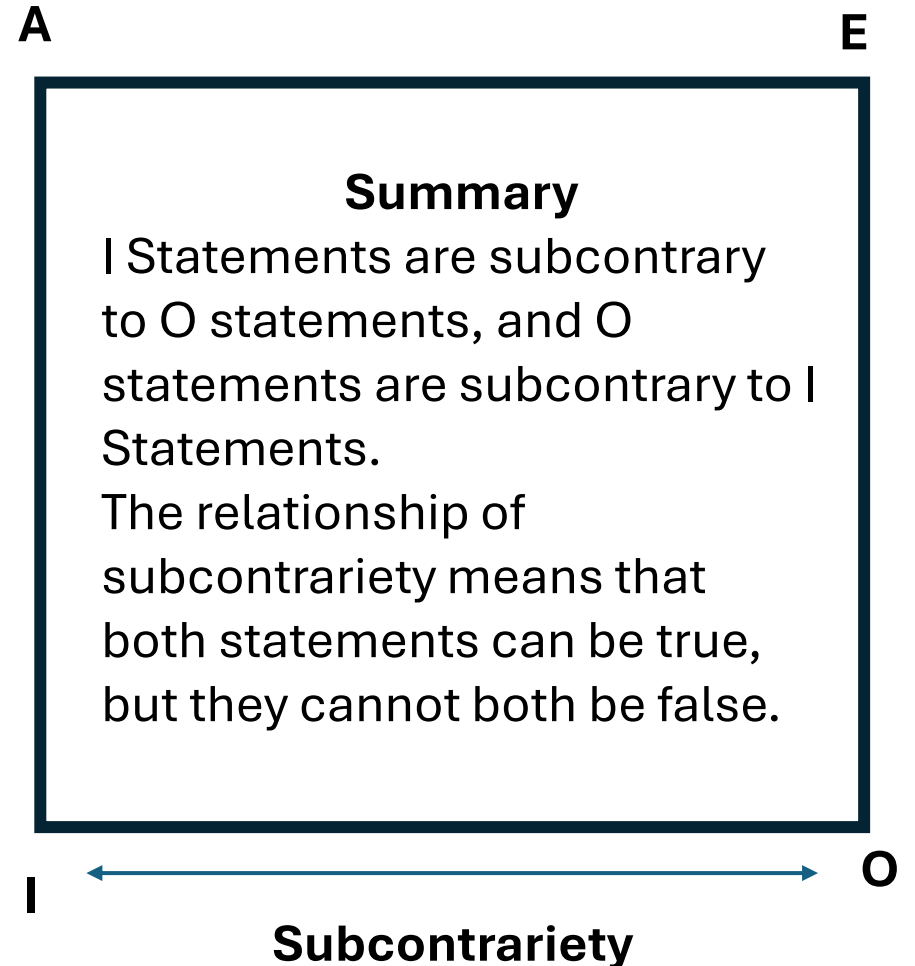 A
E
Summary
I Statements are subcontrary
to O statements, and O
statements are subcontrary to I
Statements.
The relationship of
subcontrariety means that
both statements can be true,
but they cannot both be false.
I
O
Subcontrariety